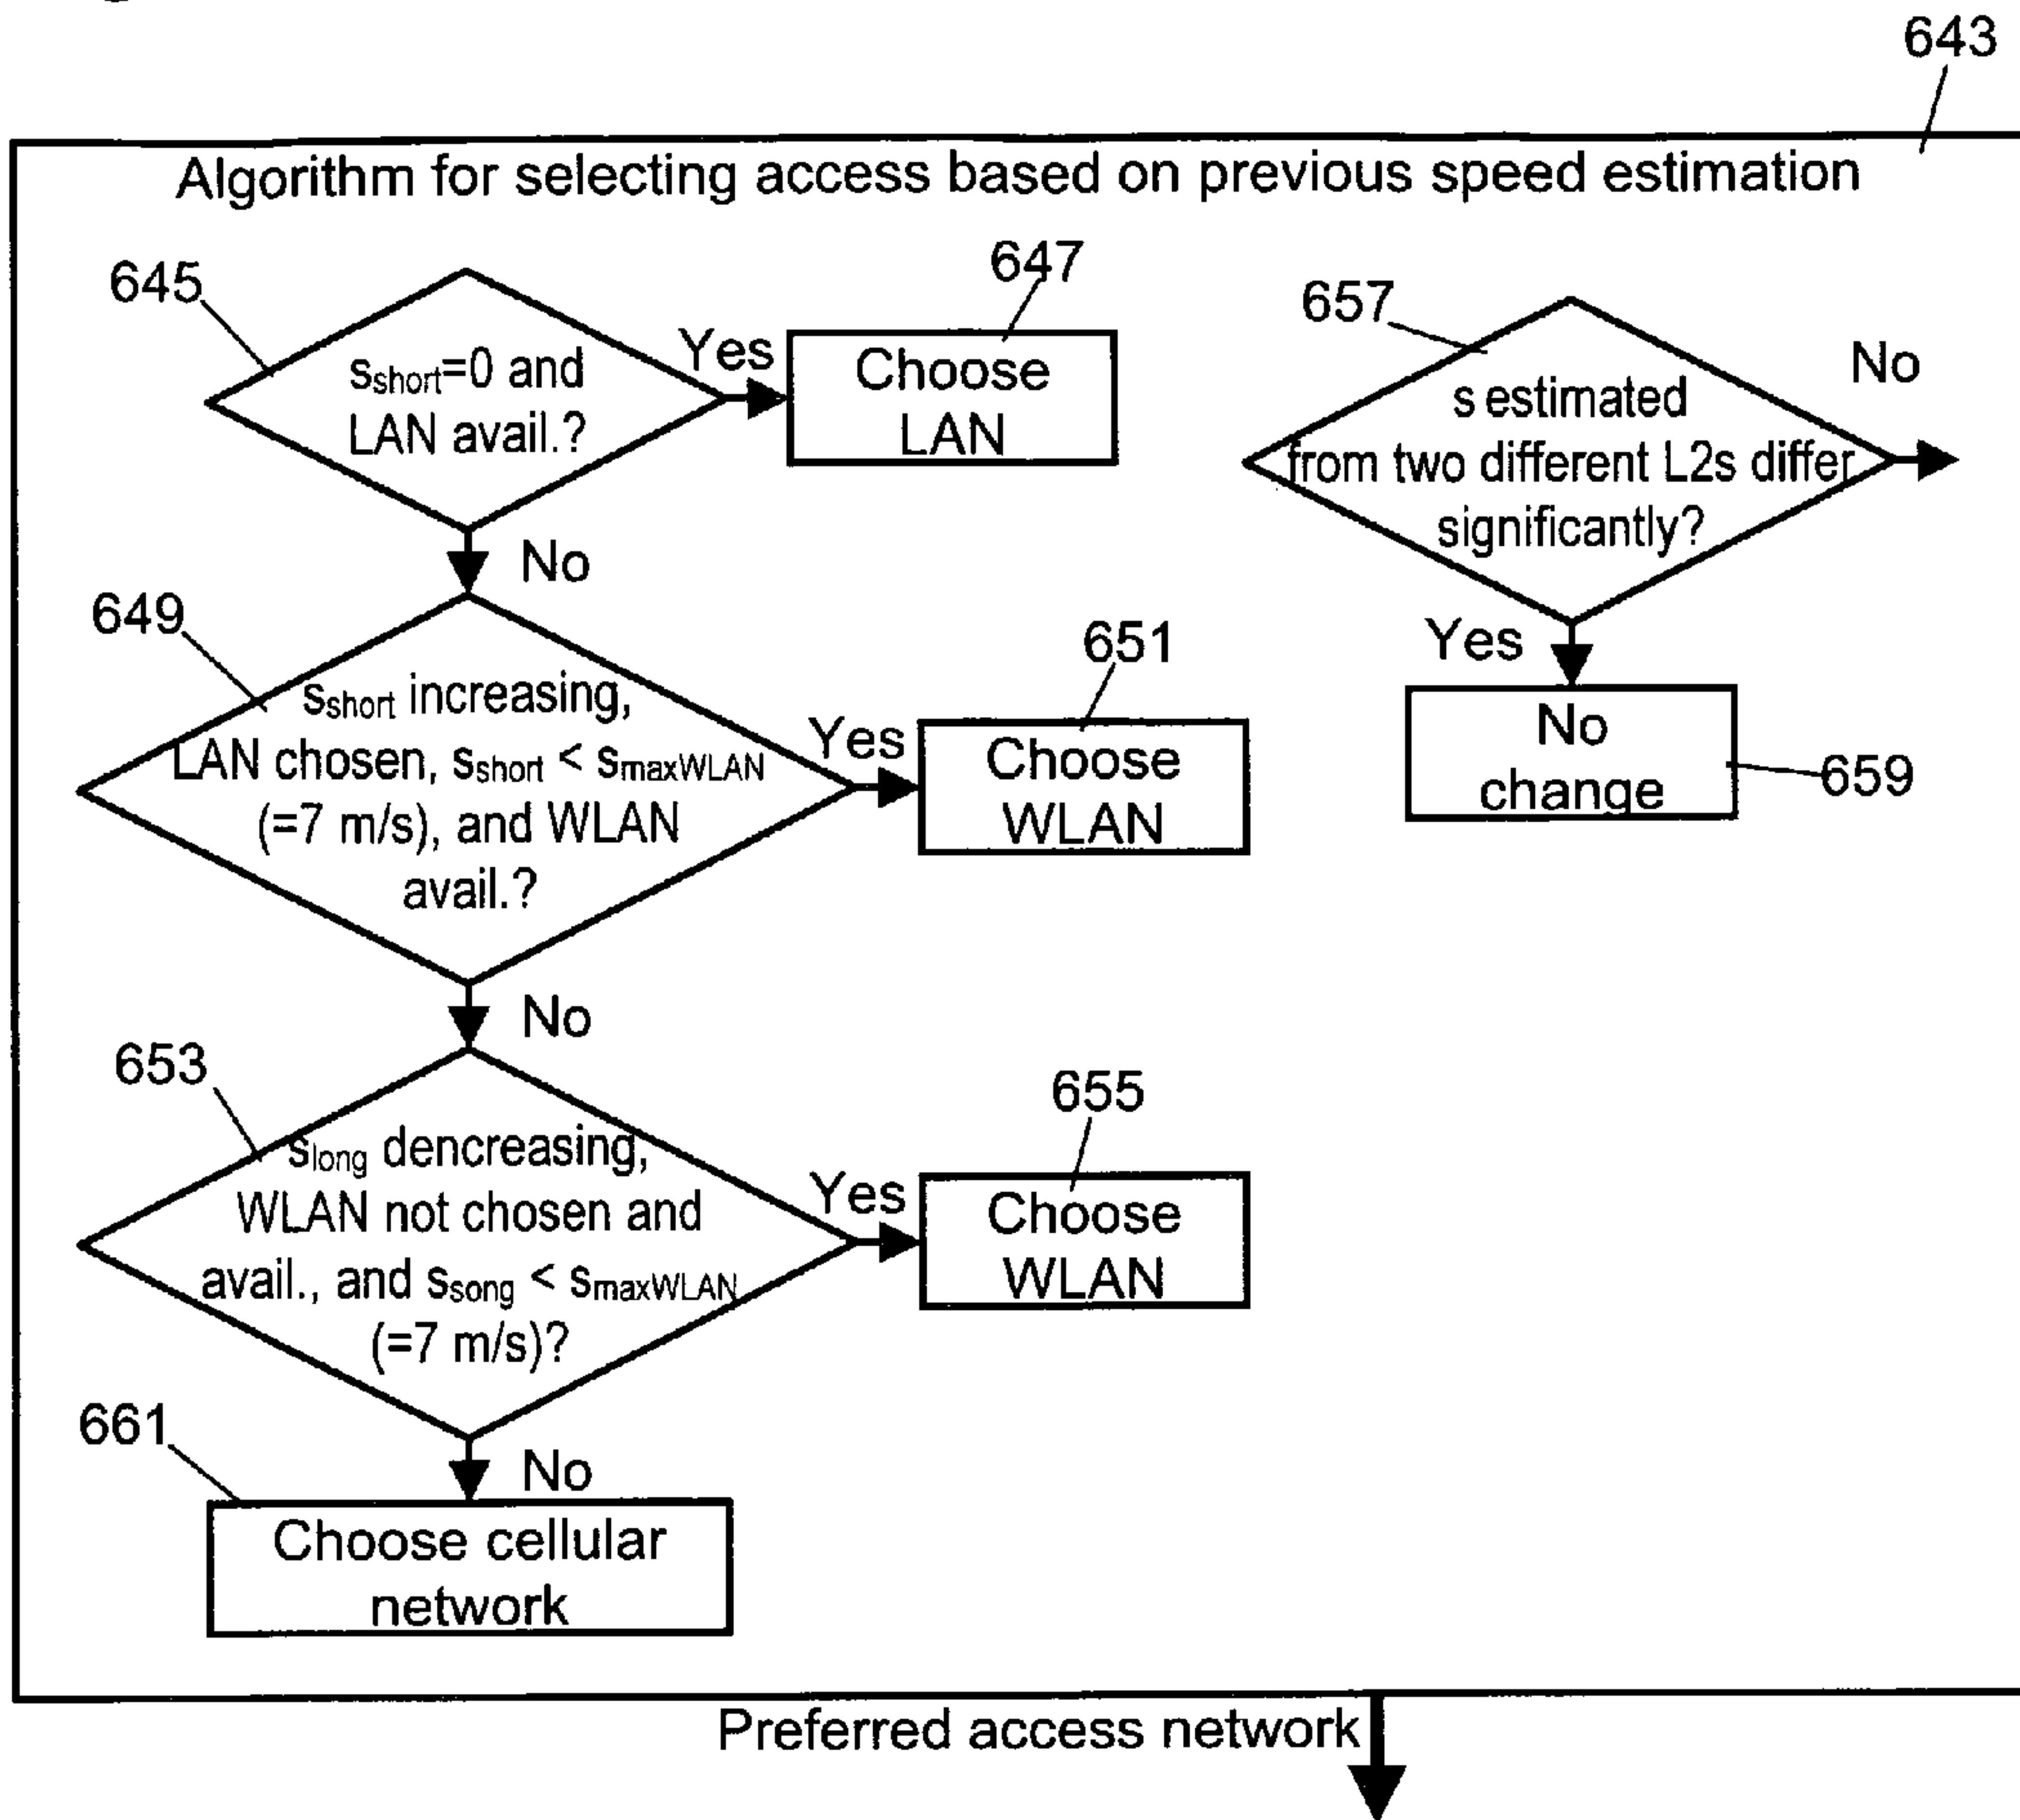 643
Algorithm for selecting access based on previous speed estimation
645
sshort=0 and
LAN avail.?
Yes
647
Choose
LAN
No
649
sshort increasing,
LAN chosen, sshort < smaxWLAN
(=7 m/s), and WLAN
avail.?
Yes
651
Choose
WLAN
No
653
slong dencreasing,
WLAN not chosen and
avail., and ssong < smaxWLAN
(=7 m/s)?
Yes
655
Choose
WLAN
No
661
Choose cellular
network
657
s estimated
from two different L2s differ
significantly?
No
Yes
No
change
659
Preferred access network